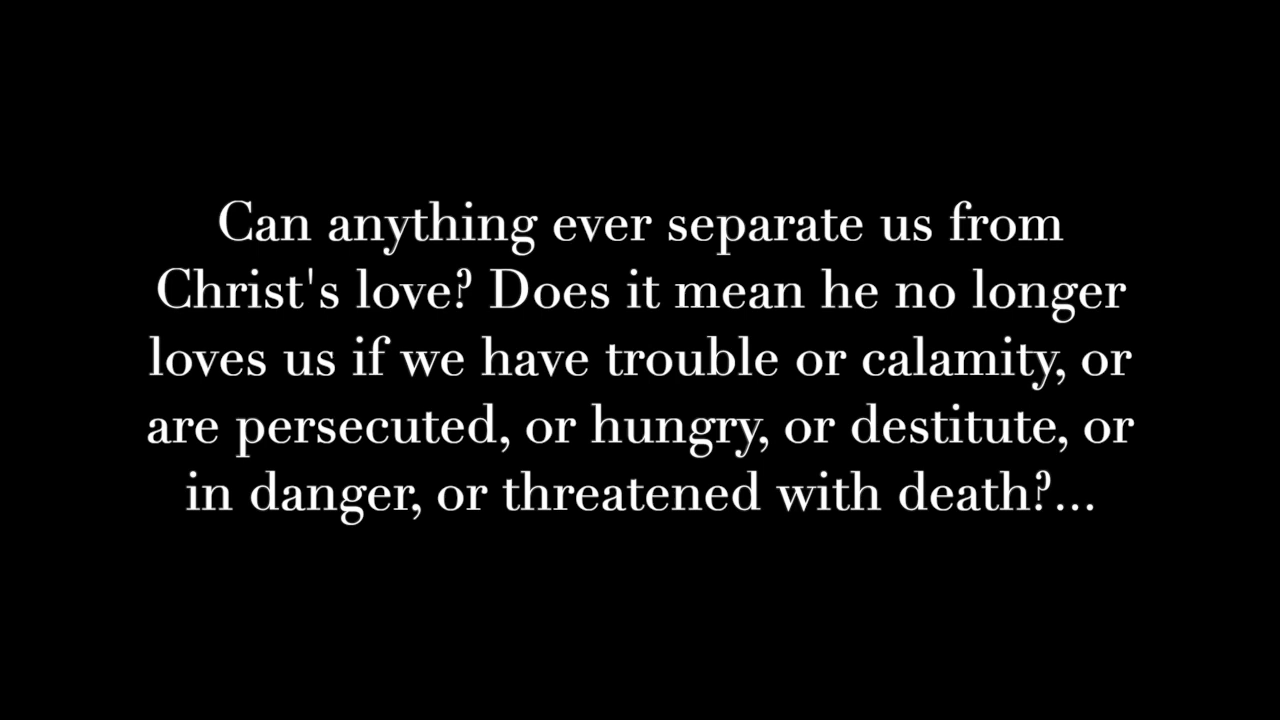 Can anything ever separate us from
Christ's love? Does it mean he no longer
loves us if we have trouble or calamity, or
are persecuted, or hungry, or destitute, or
in danger, or threatened with death?...